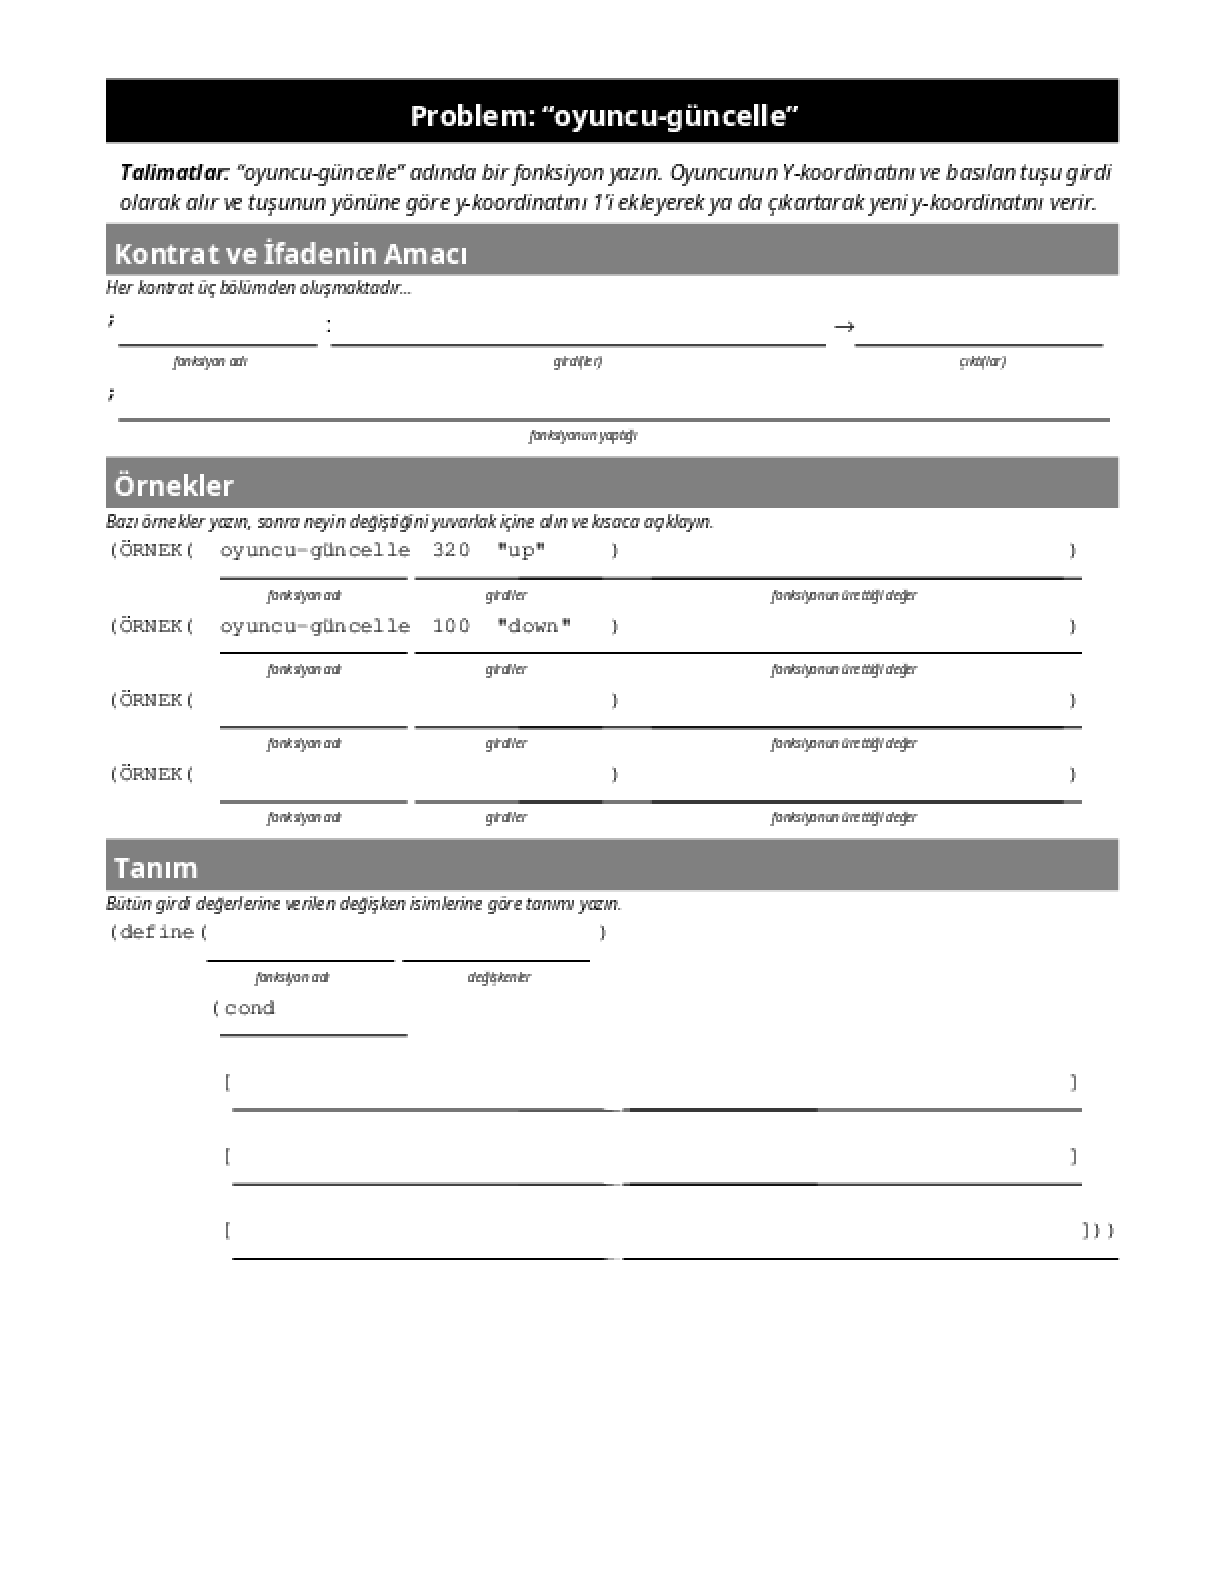 Problem: “oyuncu-güncelle”
Talimatlar: “oyuncu-güncelle” adında bir fonksiyon yazın. Oyuncunun Y-koordinatını ve basılan tuşu girdi
olarak alır ve tuşunun yönüne göre y-koordinatını 1’i ekleyerek ya da çıkartarak yeni y-koordinatını verir.
Kontrat ve İfadenin Amacı
Her kontrat üç bölümden oluşmaktadır...
; : →
fonksiyon adı girdi(ler) çıktı(lar)
;
fonksiyonun yaptığı
Örnekler
Bazı örnekler yazın, sonra neyin değiştiğini yuvarlak içine alın ve kısaca açıklayın.
(ÖRNEK( oyuncu-güncelle 320 "up" ) )
fonksiyon adı girdiler fonksiyonun ürettiği değer
(ÖRNEK( oyuncu-güncelle 100 "down" ) )
fonksiyon adı girdiler fonksiyonun ürettiği değer
(ÖRNEK( ) )
fonksiyon adı girdiler fonksiyonun ürettiği değer
(ÖRNEK( ) )
fonksiyon adı girdiler fonksiyonun ürettiği değer
Tanım
Bütün girdi değerlerine verilen değişken isimlerine göre tanımı yazın.
(define( )
fonksiyon adı değişkenler
(cond
[ ]
[ ]
[ ]))